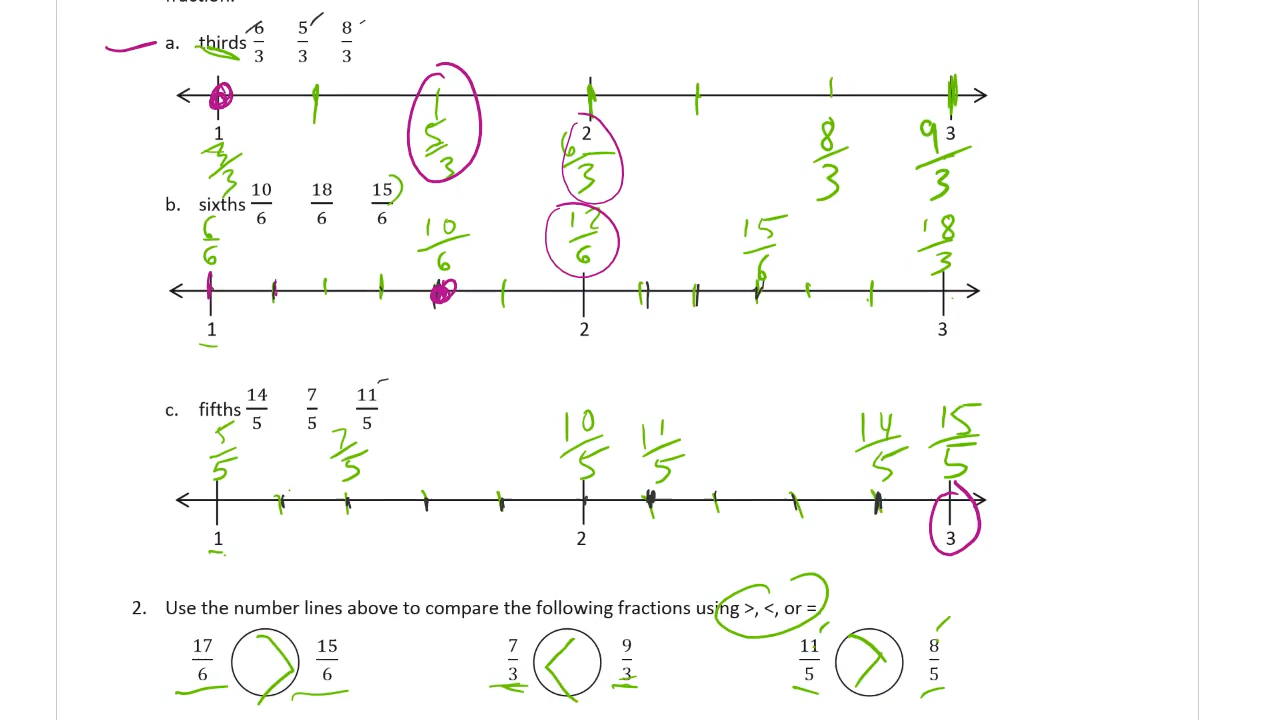 fraction.
a. thirds 6/3 5/3 8/3
1 2 3
3/3 5/3 6/3 8/3 9/3
b. sixths 10/6 18/6 15/6
6/6 10/6 12/6 15/6 18/3
1 2 3
c. fifths 14/5 7/5 11/5
5/5 7/5 10/5 11/5 14/5 15/5
1 2 3
2. Use the number lines above to compare the following fractions using >, <, or =.
17/6 > 15/6 7/3 < 9/3 11/5 > 8/5